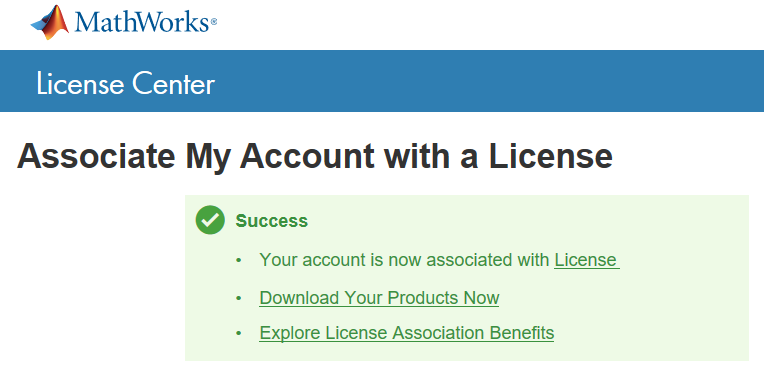 MathWorks®
License Center
Associate My Account with a License
Success
• Your account is now associated with License
• Download Your Products Now
• Explore License Association Benefits